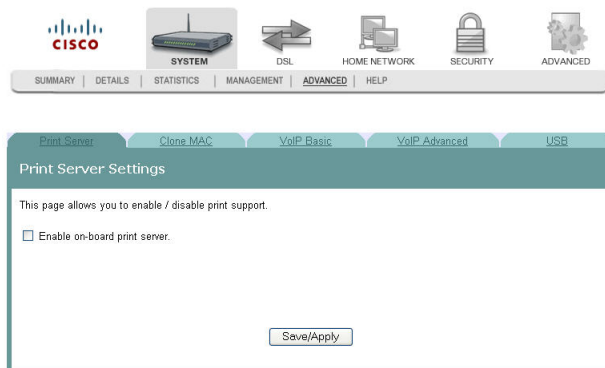 CISCO
SYSTEM DSL HOME NETWORK SECURITY ADVANCED
SUMMARY | DETAILS | STATISTICS | MANAGEMENT | ADVANCED | HELP
Print Server Clone MAC VoIP Basic VoIP Advanced USB
Print Server Settings
This page allows you to enable / disable print support.
Enable on-board print server.
Save/Apply